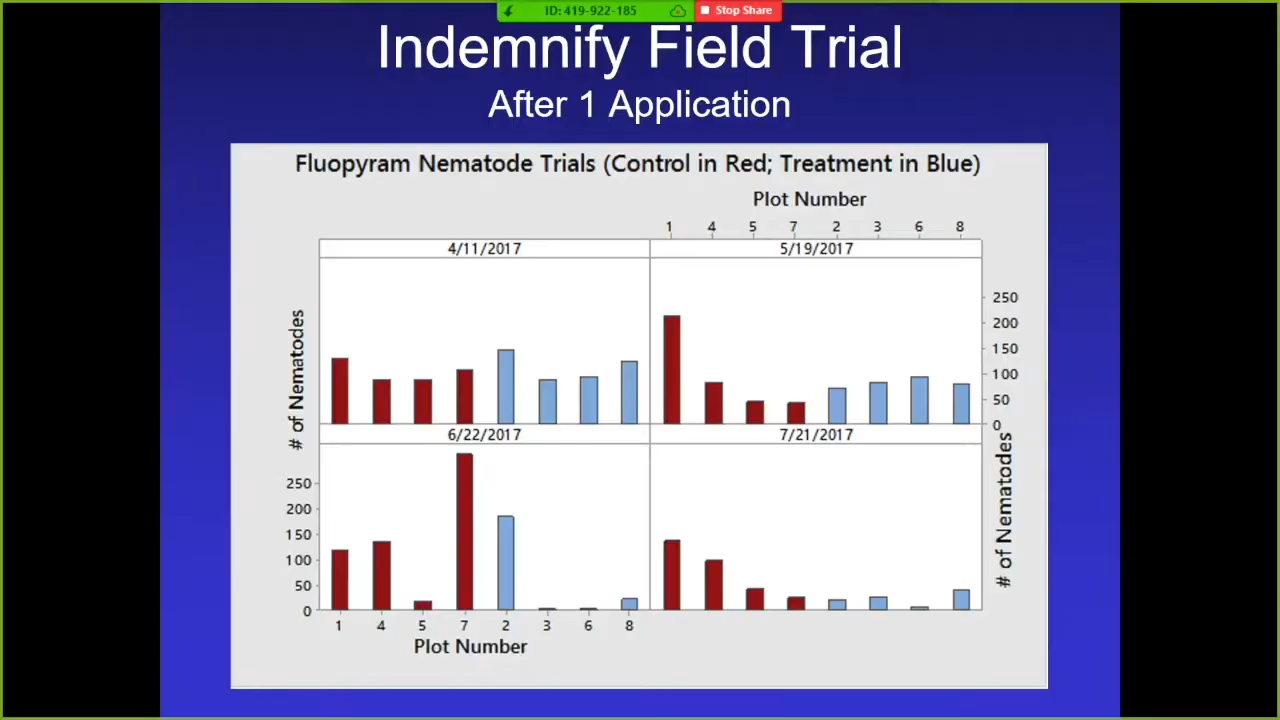 ID: 419-922-185 Stop Share
Indemnify Field Trial
After 1 Application
Fluopyram Nematode Trials (Control in Red; Treatment in Blue)
Plot Number
1 4 5 7 2 3 6 8
4/11/2017 5/19/2017
# of Nematodes
250
200
150
100
50
0
6/22/2017 7/21/2017
250
200
150
100
50
0
# of Nematodes
1 4 5 7 2 3 6 8
Plot Number